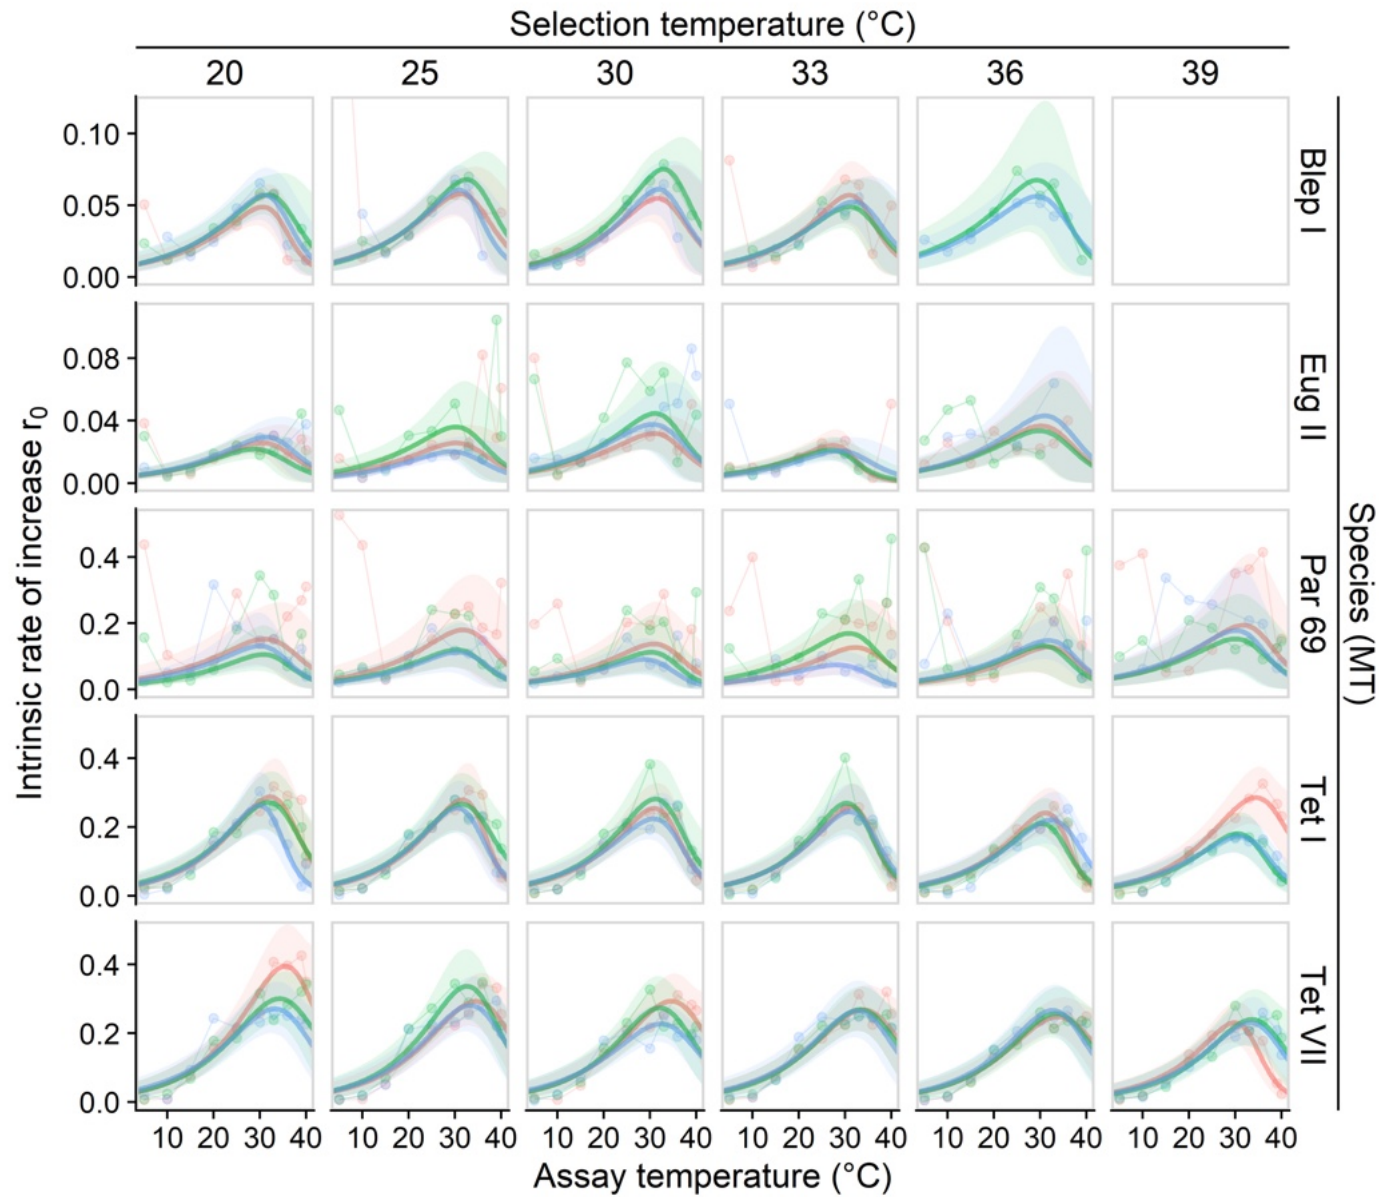 Selection temperature (°C)
20 25 30 33 36 39
0.10
0.05
0.00
Blep I
0.08
0.04
0.00
Eug II
0.4
0.2
0.0
Par 69
0.4
0.2
0.0
Tet I
0.4
0.2
0.0
Tet VII
10 20 30 40 10 20 30 40 10 20 30 40 10 20 30 40 10 20 30 40 10 20 30 40
Assay temperature (°C)
Intrinsic rate of increase r₀
Species (MT)